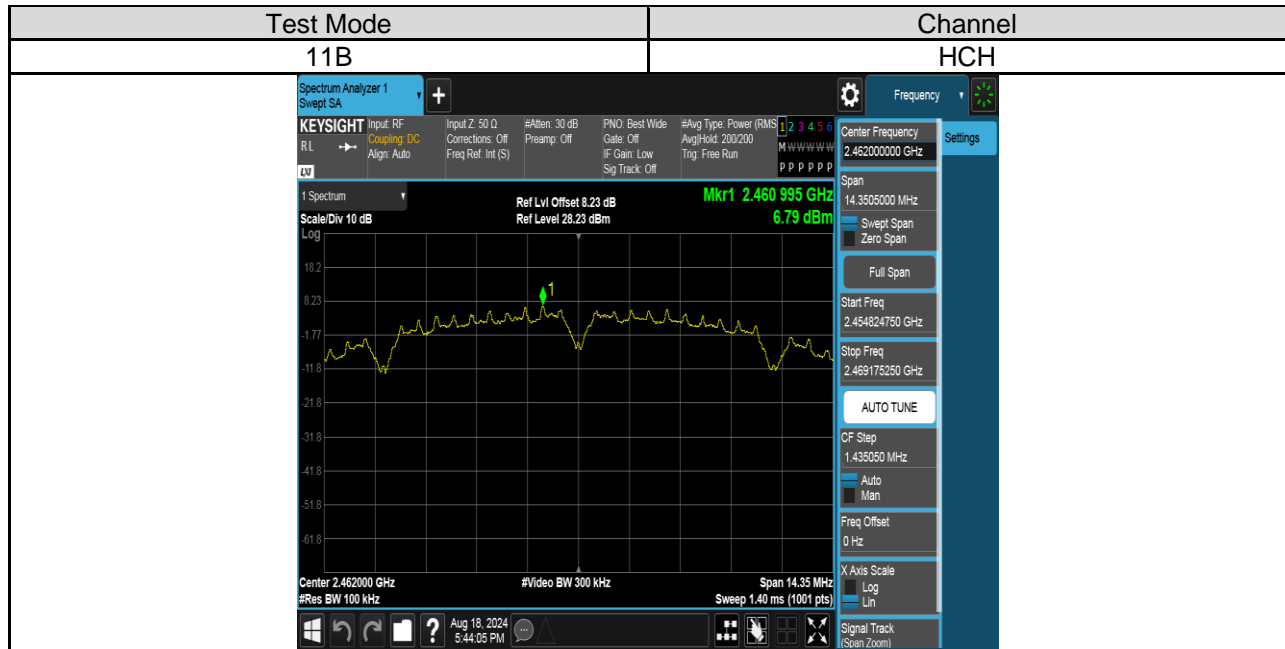 Test Mode Channel
11B HCH
Spectrum Analyzer 1
Swept SA
+
Frequency
KEYSIGHT
RL
LXI
Input: RF
Coupling: DC
Align: Auto
Input Z: 50 Ω
Corrections: Off
Freq Ref: Int (S)
#Atten: 30 dB
Preamp: Off
PNO: Best Wide
Gate: Off
IF Gain: Low
Sig Track: Off
#Avg Type: Power (RMS
Avg|Hold: 200/200
Trig: Free Run
1 2 3 4 5 6
M W W W W W
P P P P P P
1 Spectrum
Scale/Div 10 dB
Log
Ref Lvl Offset 8.23 dB
Ref Level 28.23 dBm
Mkr1 2.460 995 GHz
6.79 dBm
18.2
8.23
-1.77
-11.8
-21.8
-31.8
-41.8
-51.8
-61.8
1
Center 2.462000 GHz
#Res BW 100 kHz
#Video BW 300 kHz
Span 14.35 MHz
Sweep 1.40 ms (1001 pts)
?
Aug 18, 2024
5:44:05 PM
Center Frequency
2.462000000 GHz
Settings
Span
14.3505000 MHz
Swept Span
Zero Span
Full Span
Start Freq
2.454824750 GHz
Stop Freq
2.469175250 GHz
AUTO TUNE
CF Step
1.435050 MHz
Auto
Man
Freq Offset
0 Hz
X Axis Scale
Log
Lin
Signal Track
(Span Zoom)